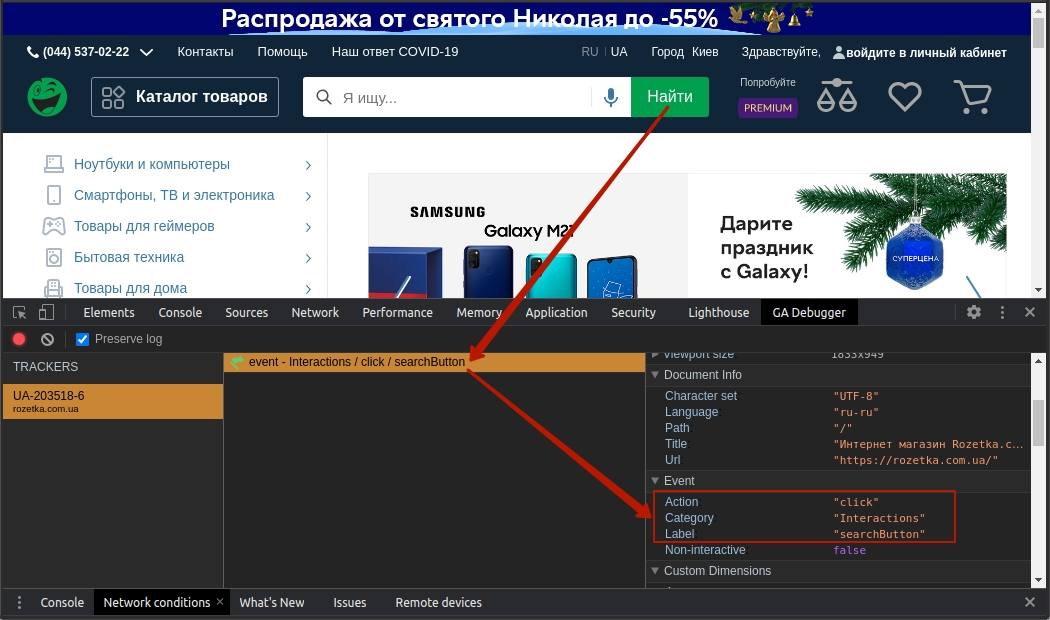 Распродажа от святого Николая до -55%
(044) 537-02-22 Контакты Помощь Наш ответ COVID-19 RU UA Город Киев Здравствуйте, войдите в личный кабинет
Каталог товаров Я ищу... Найти Попробуйте
PREMIUM
Ноутбуки и компьютеры
Смартфоны, ТВ и электроника
Товары для геймеров
Бытовая техника
Товары для дома
SAMSUNG
Galaxy M21
Дарите
праздник
с Galaxy!
СУПЕРЦЕНА
Elements Console Sources Network Performance Memory Application Security Lighthouse GA Debugger
Preserve log
TRACKERS
UA-203518-6
rozetka.com.ua
event - Interactions / click / searchButton
Viewport size 1833x949
Document Info
Character set "UTF-8"
Language "ru-ru"
Path "/"
Title "Интернет магазин Rozetka.c...
Url "https://rozetka.com.ua/"
Event
Action "click"
Category "Interactions"
Label "searchButton"
Non-interactive false
Custom Dimensions
Console Network conditions × What's New Issues Remote devices